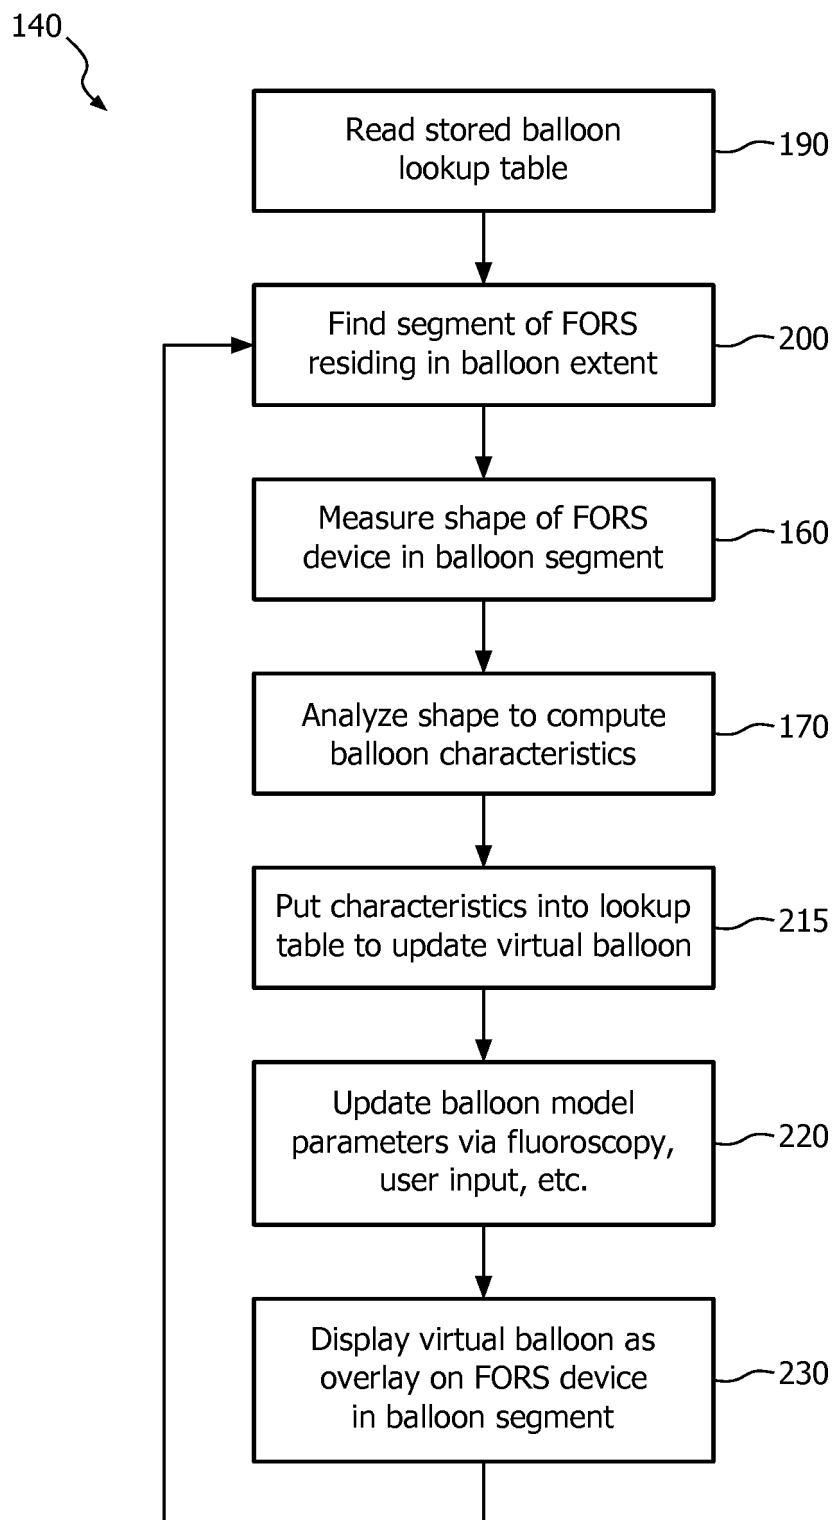 140
Read stored balloon
lookup table
190
Find segment of FORS
residing in balloon extent
200
Measure shape of FORS
device in balloon segment
160
Analyze shape to compute
balloon characteristics
170
Put characteristics into lookup
table to update virtual balloon
215
Update balloon model
parameters via fluoroscopy,
user input, etc.
220
Display virtual balloon as
overlay on FORS device
in balloon segment
230